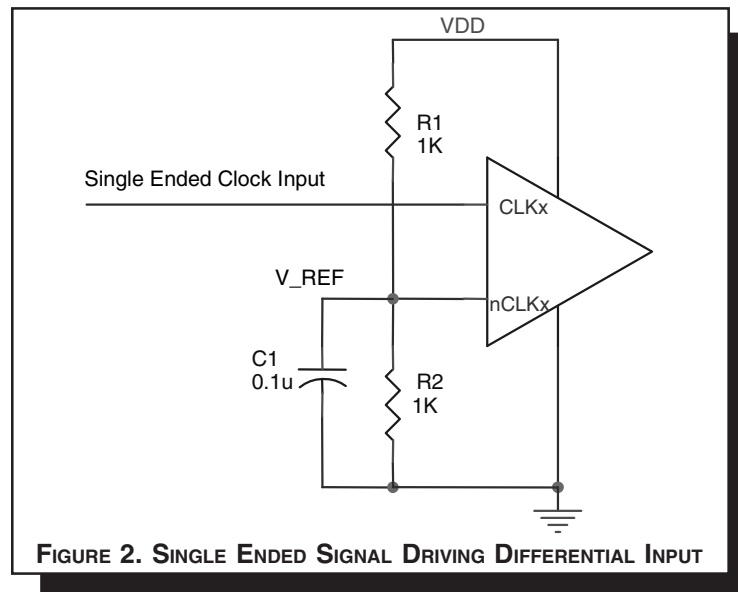 VDD
R1
1K
Single Ended Clock Input
CLKx
V_REF
nCLKx
C1
0.1u
R2
1K
FIGURE 2. SINGLE ENDED SIGNAL DRIVING DIFFERENTIAL INPUT